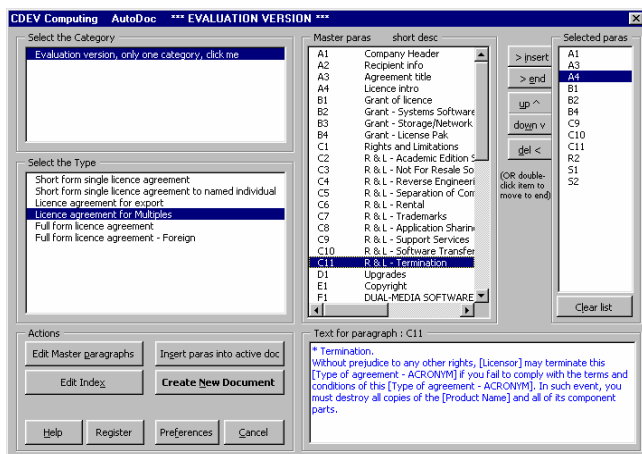 CDEV Computing AutoDoc *** EVALUATION VERSION ***
Select the Category
Evaluation version, only one category, click me
Select the Type
Short form single licence agreement
Short form single licence agreement to named individual
Licence agreement for export
Licence agreement for Multiples
Full form licence agreement
Full form licence agreement - Foreign
Master paras short desc
A1 Company Header
A2 Recipient info
A3 Agreement title
A4 Licence intro
B1 Grant of licence
B2 Grant - Systems Software
B3 Grant - Storage/Network
B4 Grant - License Pak
C1 Rights and Limitations
C2 R & L - Academic Edition S
C3 R & L - Not For Resale So
C4 R & L - Reverse Engineeri
C5 R & L - Separation of Com
C6 R & L - Rental
C7 R & L - Trademarks
C8 R & L - Application Sharin
C9 R & L - Support Services
C10 R & L - Software Transfer
C11 R & L - Termination
D1 Upgrades
E1 Copyright
F1 DUAL-MEDIA SOFTWARE
> insert
> end
up ^
down v
del <
(OR double-
click item to
move to end)
Selected paras
A1
A3
A4
B1
B2
B4
C9
C10
C11
R2
S1
S2
Clear list
Actions
Edit Master paragraphs
Insert paras into active doc
Edit Index
Create New Document
Help
Register
Preferences
Cancel
Text for paragraph : C11
* Termination.
Without prejudice to any other rights, [Licensor] may terminate this
[Type of agreement - ACRONYM] if you fail to comply with the terms and
conditions of this [Type of agreement - ACRONYM]. In such event, you
must destroy all copies of the [Product Name] and all of its component
parts.